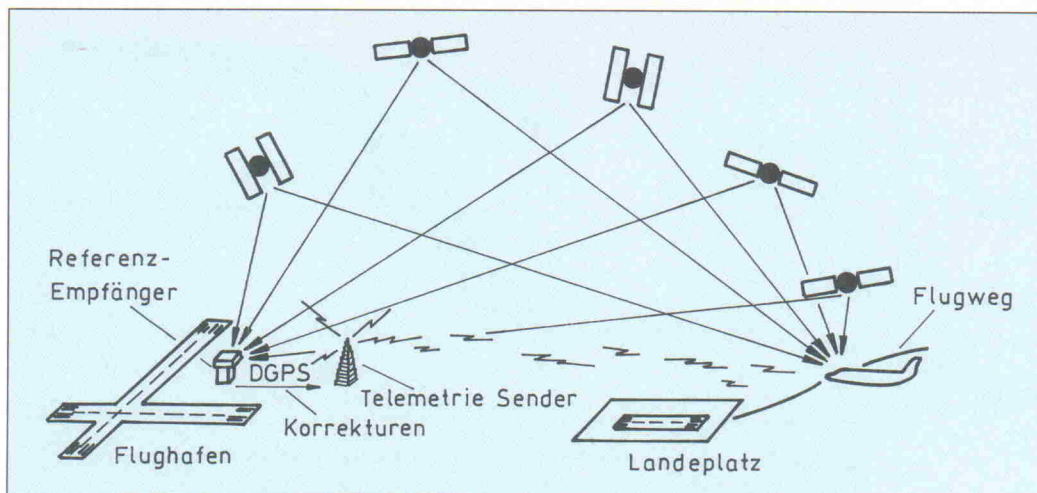 Referenz-
Empfänger
Flugweg
DGPS
Telemetrie Sender
Korrekturen
Flughafen
Landeplatz